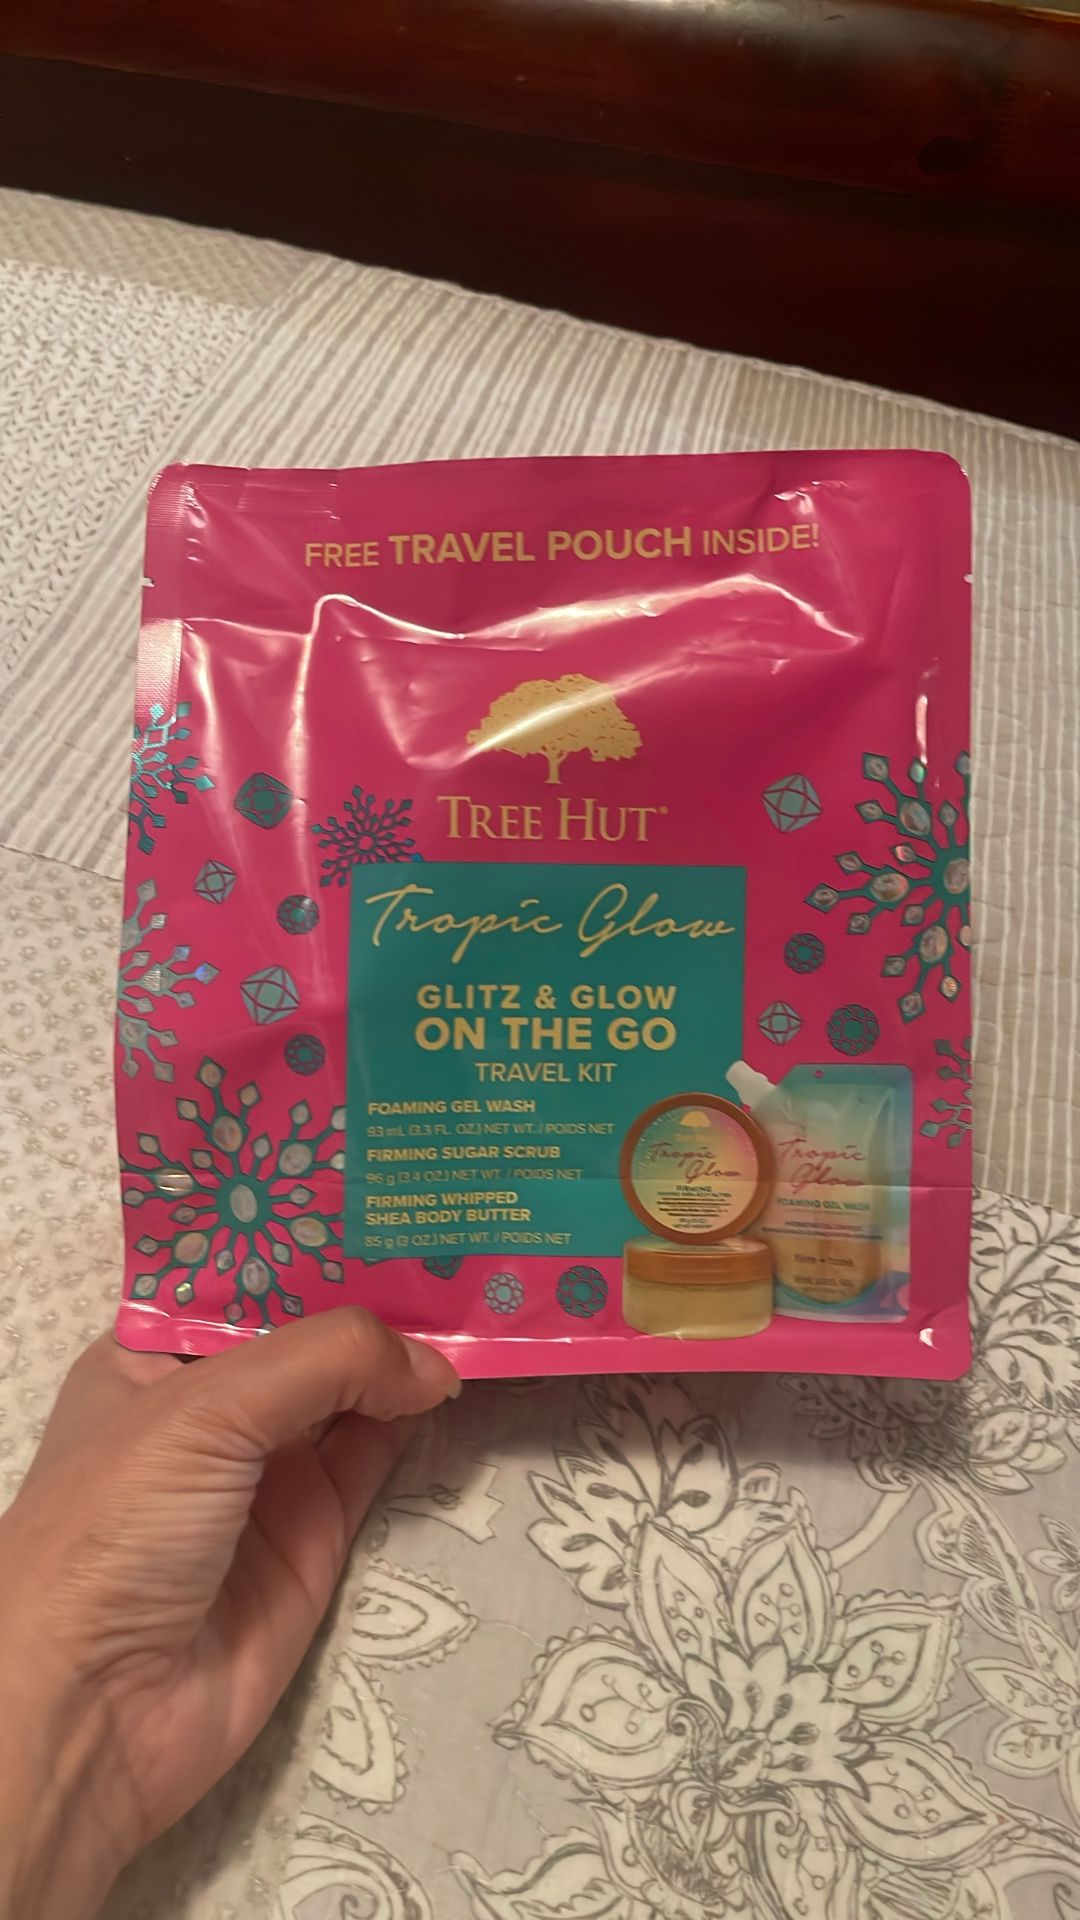 FREE TRAVEL POUCH INSIDE!
TREE HUT®
Tropic Glow
GLITZ & GLOW
ON THE GO
TRAVEL KIT
FOAMING GEL WASH
93 mL (3.3 FL. OZ.) NET WT. / POIDS NET
FIRMING SUGAR SCRUB
96 g (3.4 OZ.) NET WT. / POIDS NET
FIRMING WHIPPED
SHEA BODY BUTTER
85 g (3 OZ.) NET WT. / POIDS NET
Tropic
Glow
FIRMING
Tropic
Glow
FOAMING GEL WASH